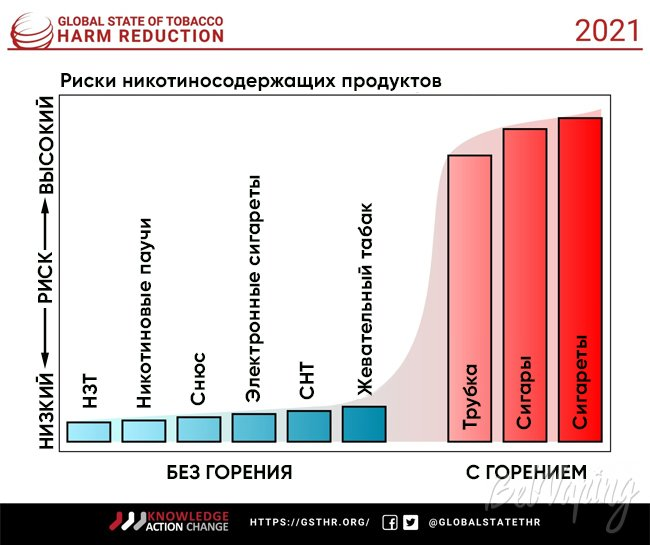 GLOBAL STATE OF TOBACCO
HARM REDUCTION
2021
Риски никотиносодержащих продуктов
НИЗКИЙ ← РИСК → ВЫСОКИЙ
НЗТ
Никотиновые паучи
Снюс
Электронные сигареты
СНТ
Жевательный табак
Трубка
Сигары
Сигареты
БЕЗ ГОРЕНИЯ
С ГОРЕНИЕМ
BelVaping
KNOWLEDGE
ACTION CHANGE
HTTPS://GSTHR.ORG/
@GLOBALSTATETHR